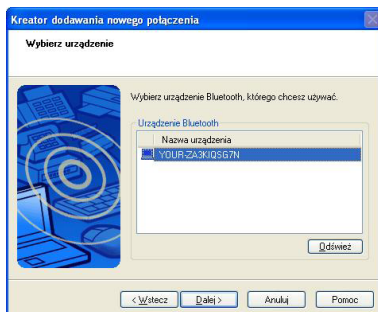 Kreator dodawania nowego połączenia
Wybierz urządzenie
Wybierz urządzenie Bluetooth, którego chcesz używać.
Urządzenie Bluetooth
Nazwa urządzenia
YOUR-ZA3KIQSG7N
Odśwież
< Wstecz
Dalej >
Anuluj
Pomoc